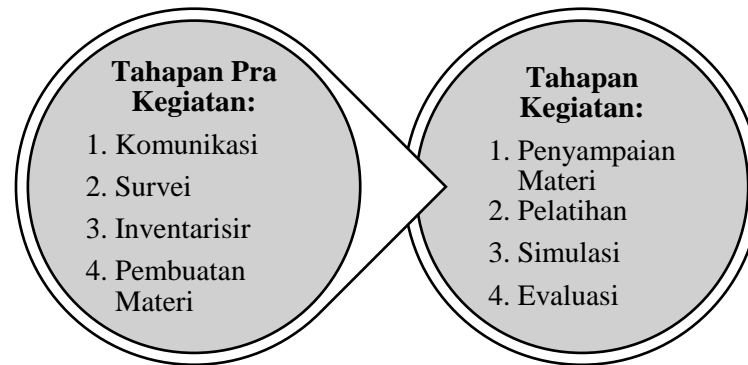 Tahapan Pra
Kegiatan:
1. Komunikasi
2. Survei
3. Inventarisir
4. Pembuatan
Materi
Tahapan
Kegiatan:
1. Penyampaian
Materi
2. Pelatihan
3. Simulasi
4. Evaluasi